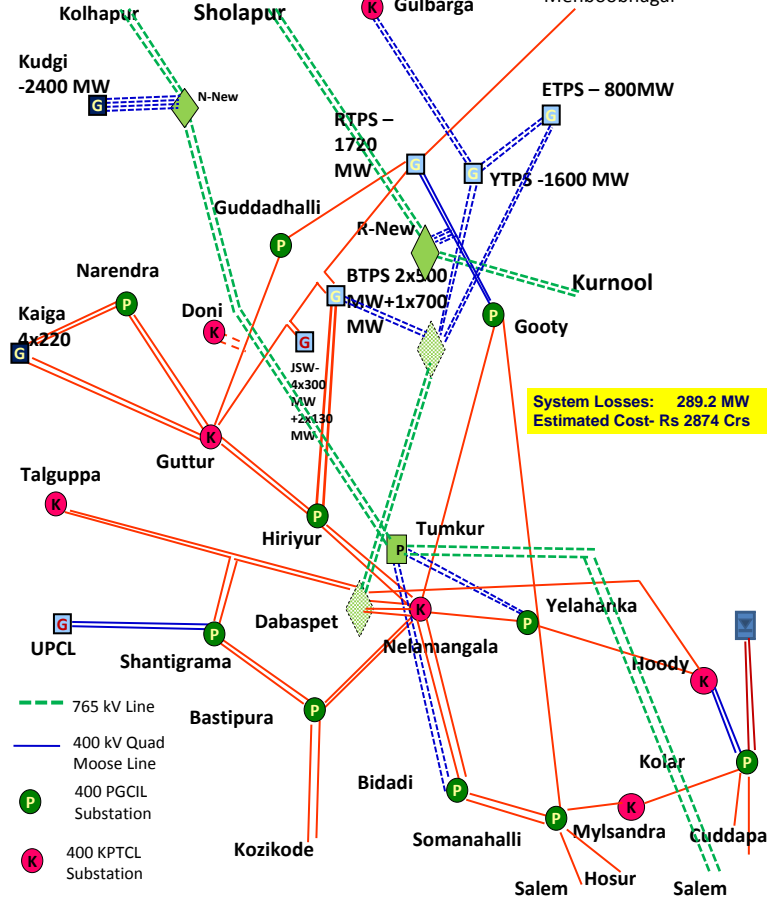 Kolhapur
Sholapur
K
Gulbarga
Kudgi
-2400 MW
G
N-New
ETPS – 800MW
G
RTPS –
1720
MW
G
G
YTPS -1600 MW
Guddadhalli
P
R-New
Narendra
P
BTPS 2x500
MW+1x700
MW
G
Kurnool
Kaiga
4x220
G
Doni
K
G
JSW-
4x300
MW
+2x130
MW
P
Gooty
System Losses: 289.2 MW
Estimated Cost- Rs 2874 Crs
K
Guttur
Talguppa
K
P
Hiriyur
Tumkur
P
Dabaspet
K
Nelamangala
Yelahanka
P
G
UPCL
P
Shantigrama
Hoody
K
765 kV Line
400 kV Quad
Moose Line
P
400 PGCIL
Substation
K
400 KPTCL
Substation
Bastipura
P
Kozikode
Bidadi
P
Somanahalli
P
K
Mylsandra
Kolar
P
Cuddapa
Salem
Hosur
Salem